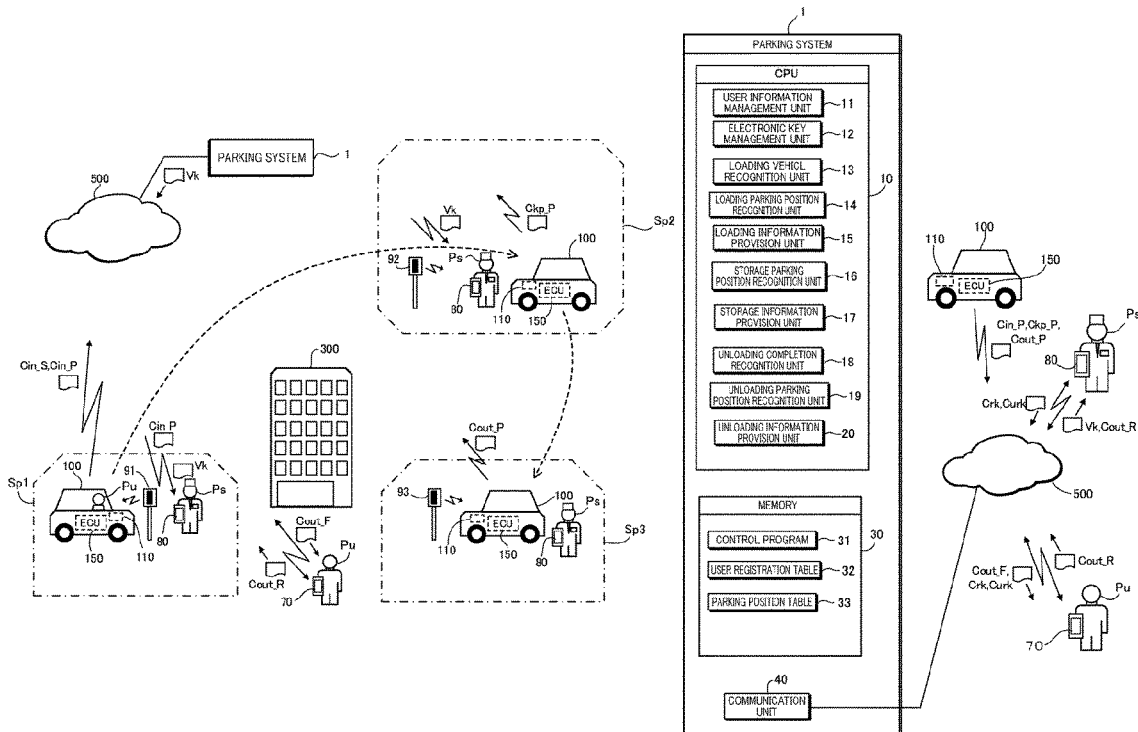 PARKING SYSTEM
1
500
Vk
Vk
Ckp_P
Sp2
92
Ps
100
80
ECU
110
150
300
Cin_S,Cin_P
Cin_P
Vk
Sp1
100
Pu
91
Ps
ECU
80
150
110
Cout_F
Cout_R
Pu
70
Cout_P
93
100
Ps
ECU
110
150
80
Sp3
1
PARKING SYSTEM
CPU
USER INFORMATION
MANAGEMENT UNIT
11
ELECTRONIC KEY
MANAGEMENT UNIT
12
LOADING VEHICL
RECOGNITION UNIT
13
10
LOADING PARKING POSITION
RECOGNITION UNIT
14
LOADING INFORMATION
PROVISION UNIT
15
STORAGE PARKING
POSITION RECOGNITION UNIT
16
STORAGE INFORMATION
PROVISION UNIT
17
UNLOADING COMPLETION
RECOGNITION UNIT
18
UNLOADING PARKING
POSITION RECOGNITION UNIT
19
UNLOADING INFORMATION
PROVISION UNIT
20
MEMORY
30
CONTROL PROGRAM
31
USER REGISTRATION TABLE
32
PARKING POSITION TABLE
33
40
COMMUNICATION
UNIT
100
110
150
ECU
Cin_P,Ckp_P,
Cout_P
Ps
80
Crk,Curk
Vk,Cout_R
500
Cout_F,
Crk,Curk
Cout_R
Pu
70